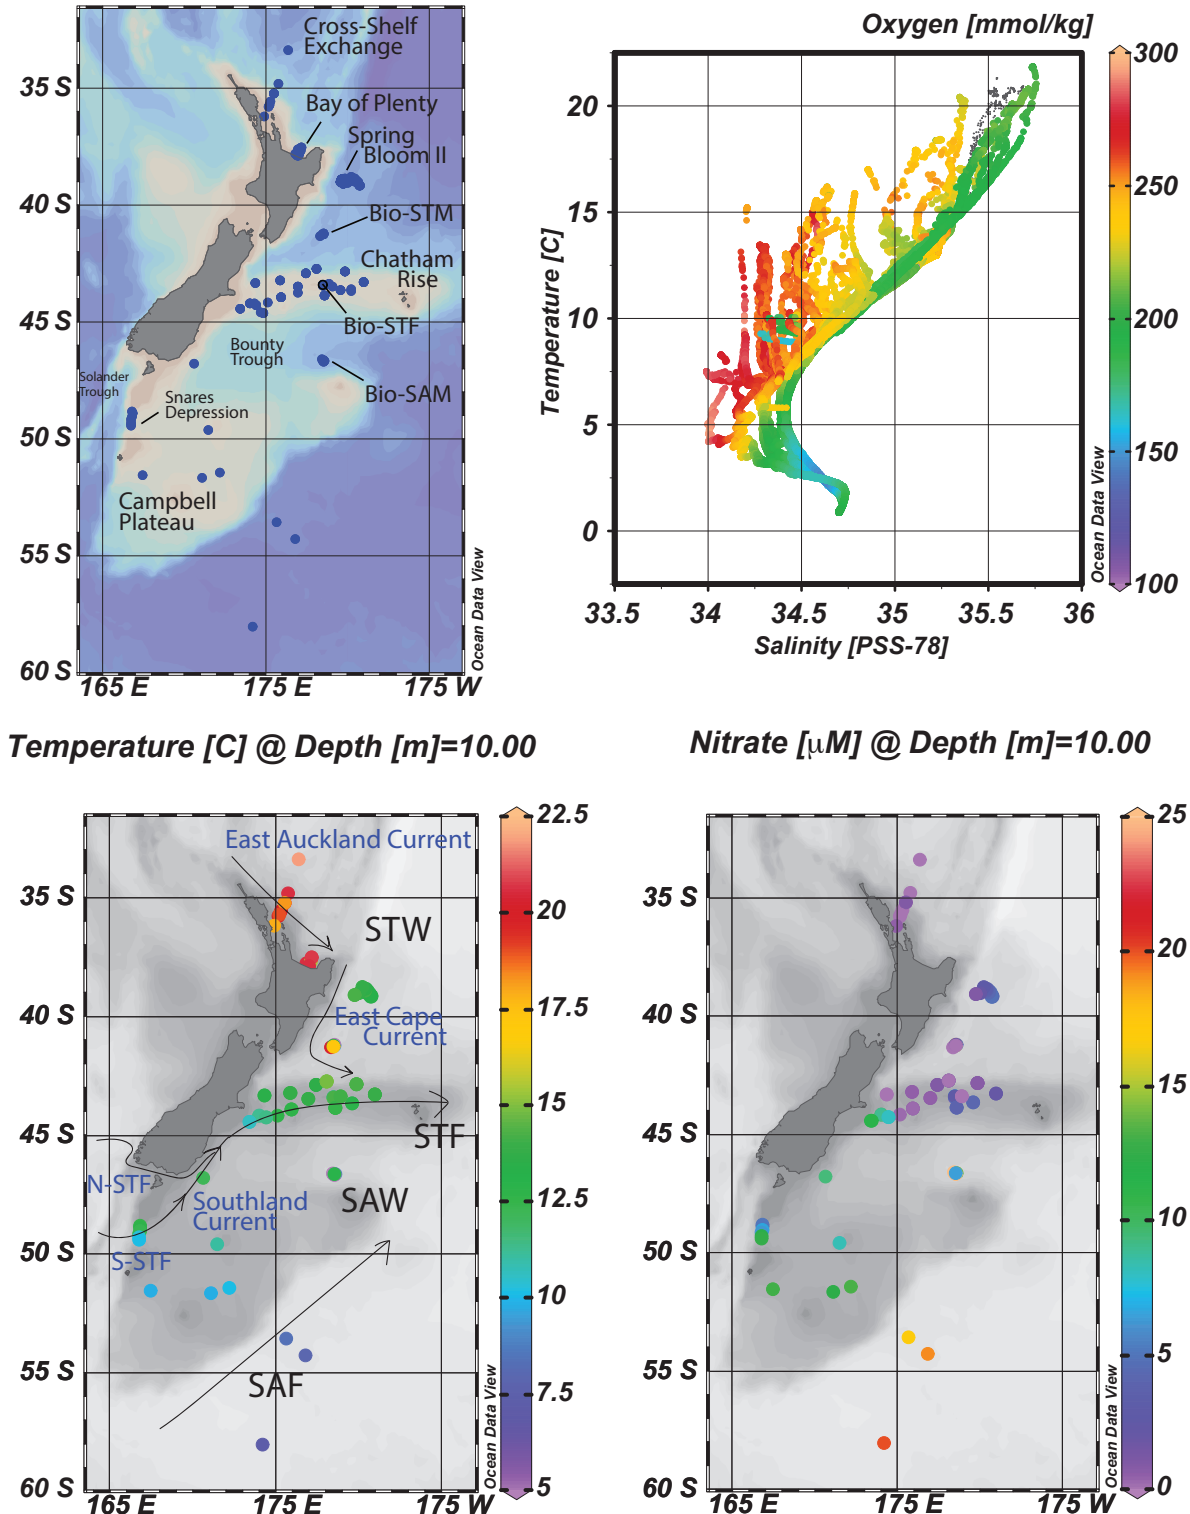 Cross-Shelf
Exchange
Bay of Plenty
Spring
Bloom II
Bio-STM
Chatham
Rise
Bio-STF
Bounty
Trough
Bio-SAM
Solander
Trough
Snares
Depression
Campbell
Plateau
35 S
40 S
45 S
50 S
55 S
60 S
165 E
175 E
175 W
Ocean Data View
Oxygen [mmol/kg]
300
250
200
150
100
Temperature [C]
20
15
10
5
0
33.5
34
34.5
35
35.5
36
Salinity [PSS-78]
Ocean Data View
Temperature [C] @ Depth [m]=10.00
East Auckland Current
STW
East Cape
Current
STF
N-STF
Southland
Current
SAW
S-STF
SAF
35 S
40 S
45 S
50 S
55 S
60 S
165 E
175 E
175 W
Ocean Data View
22.5
20
17.5
15
12.5
10
7.5
5
Nitrate [μM] @ Depth [m]=10.00
35 S
40 S
45 S
50 S
55 S
60 S
165 E
175 E
175 W
Ocean Data View
25
20
15
10
5
0